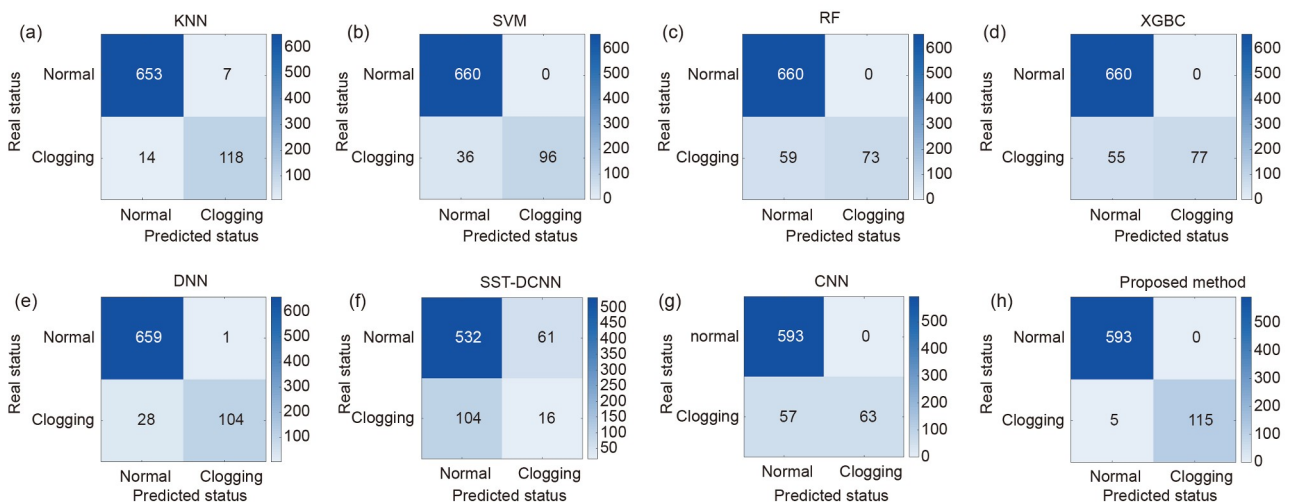 (a)
KNN
Real status
Normal
653
7
Clogging
14
118
Normal Clogging
Predicted status
600
500
400
300
200
100
(b)
SVM
Real status
Normal
660
0
Clogging
36
96
Normal Clogging
Predicted status
600
500
400
300
200
100
0
(c)
RF
Real status
Normal
660
0
Clogging
59
73
Normal Clogging
Predicted status
600
500
400
300
200
100
0
(d)
XGBC
Real status
Normal
660
0
Clogging
55
77
Normal Clogging
Predicted status
600
500
400
300
200
100
0
(e)
DNN
Real status
Normal
659
1
Clogging
28
104
Normal Clogging
Predicted status
600
500
400
300
200
100
(f)
SST-DCNN
Real status
Normal
532
61
Clogging
104
16
Normal Clogging
Predicted status
500
450
400
350
300
250
200
150
100
50
(g)
CNN
Real status
normal
593
0
Clogging
57
63
Normal Clogging
Predicted status
500
400
300
200
100
0
(h)
Proposed method
Real status
Normal
593
0
Clogging
5
115
Normal Clogging
Predicted status
500
400
300
200
100
0